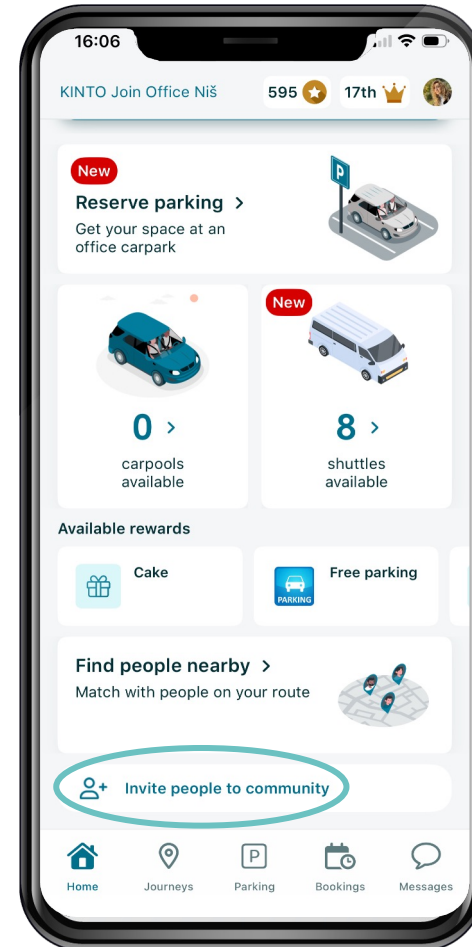 16:06
KINTO Join Office Niš
595
17th
New
Reserve parking >
Get your space at an
office carpark
P
New
0 >
carpools
available
8 >
shuttles
available
Available rewards
Cake
PARKING
Free parking
Find people nearby >
Match with people on your route
Invite people to community
P
Home
Journeys
Parking
Bookings
Messages